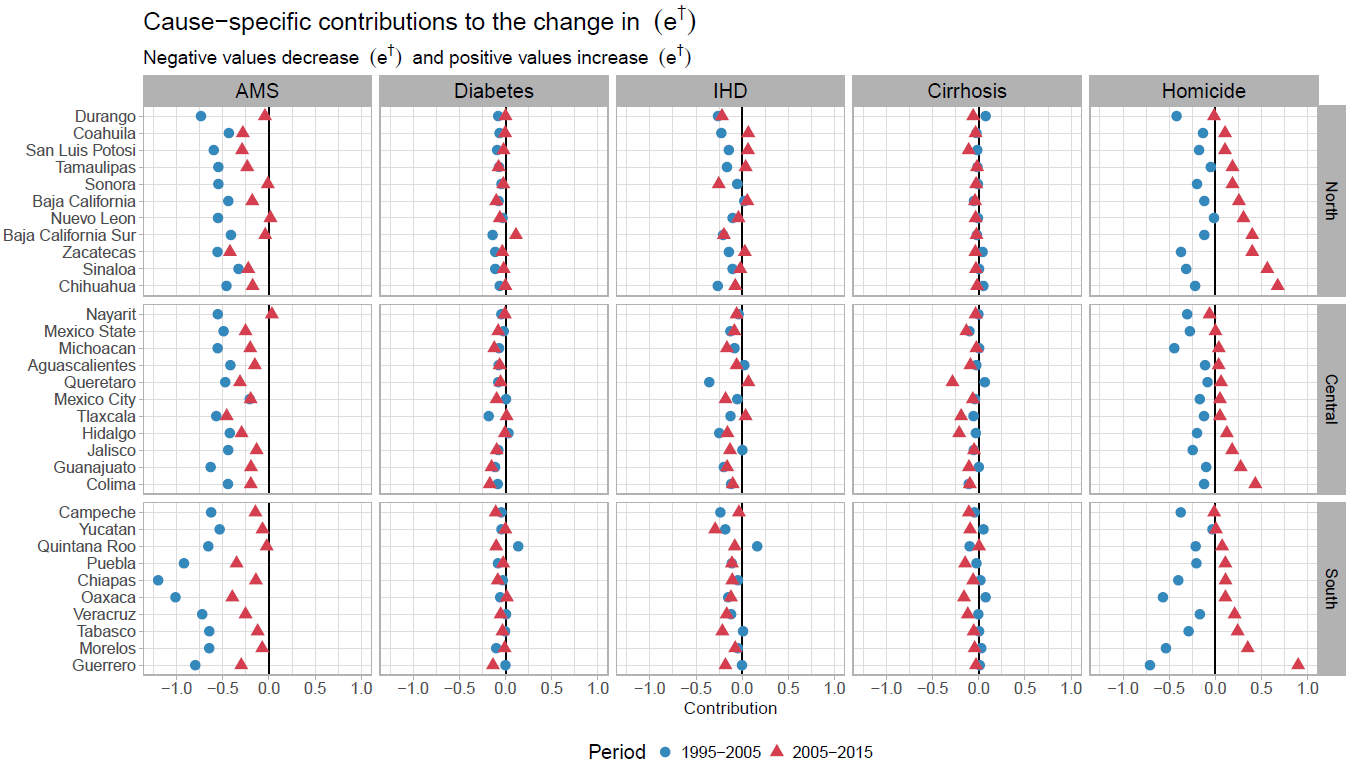 Cause−specific contributions to the change in (e†)
Negative values decrease (e†) and positive values increase (e†)
AMS Diabetes IHD Cirrhosis Homicide
Durango
Coahuila
San Luis Potosi
Tamaulipas
Sonora
Baja California
Nuevo Leon
Baja California Sur
Zacatecas
Sinaloa
Chihuahua
North
Nayarit
Mexico State
Michoacan
Aguascalientes
Queretaro
Mexico City
Tlaxcala
Hidalgo
Jalisco
Guanajuato
Colima
Central
Campeche
Yucatan
Quintana Roo
Puebla
Chiapas
Oaxaca
Veracruz
Tabasco
Morelos
Guerrero
South
−1.0 −0.5 0.0 0.5 1.0 −1.0 −0.5 0.0 0.5 1.0 −1.0 −0.5 0.0 0.5 1.0 −1.0 −0.5 0.0 0.5 1.0 −1.0 −0.5 0.0 0.5 1.0
Contribution
Period 1995−2005 2005−2015